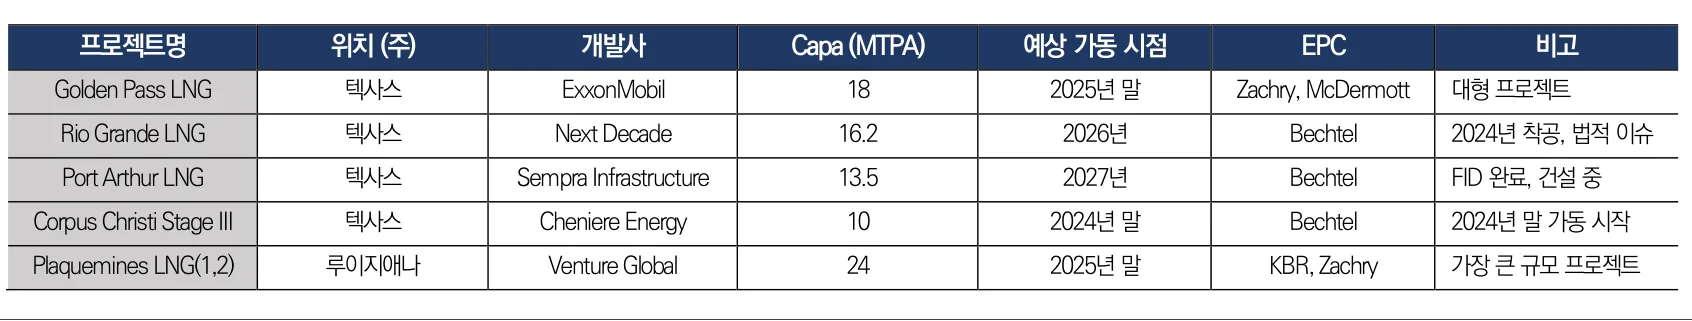 프로젝트명 위치 (주) 개발사 Capa (MTPA) 예상 가동 시점 EPC 비고
Golden Pass LNG 텍사스 ExxonMobil 18 2025년 말 Zachry, McDermott 대형 프로젝트
Rio Grande LNG 텍사스 Next Decade 16.2 2026년 Bechtel 2024년 착공, 법적 이슈
Port Arthur LNG 텍사스 Sempra Infrastructure 13.5 2027년 Bechtel FID 완료, 건설 중
Corpus Christi Stage III 텍사스 Cheniere Energy 10 2024년 말 Bechtel 2024년 말 가동 시작
Plaquemines LNG(1,2) 루이지애나 Venture Global 24 2025년 말 KBR, Zachry 가장 큰 규모 프로젝트